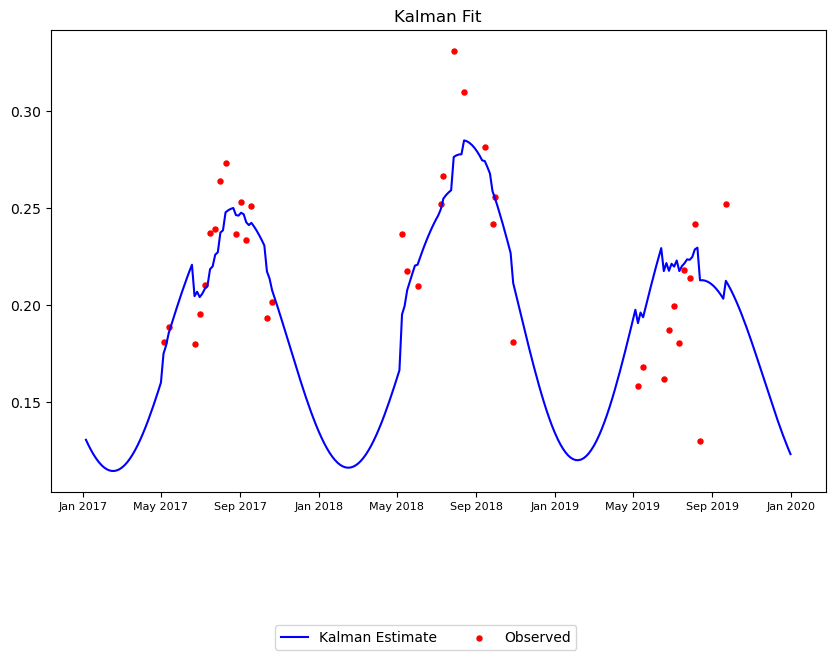 Kalman Fit
0.30
0.25
0.20
0.15
Jan 2017 May 2017 Sep 2017 Jan 2018 May 2018 Sep 2018 Jan 2019 May 2019 Sep 2019 Jan 2020
Kalman Estimate Observed